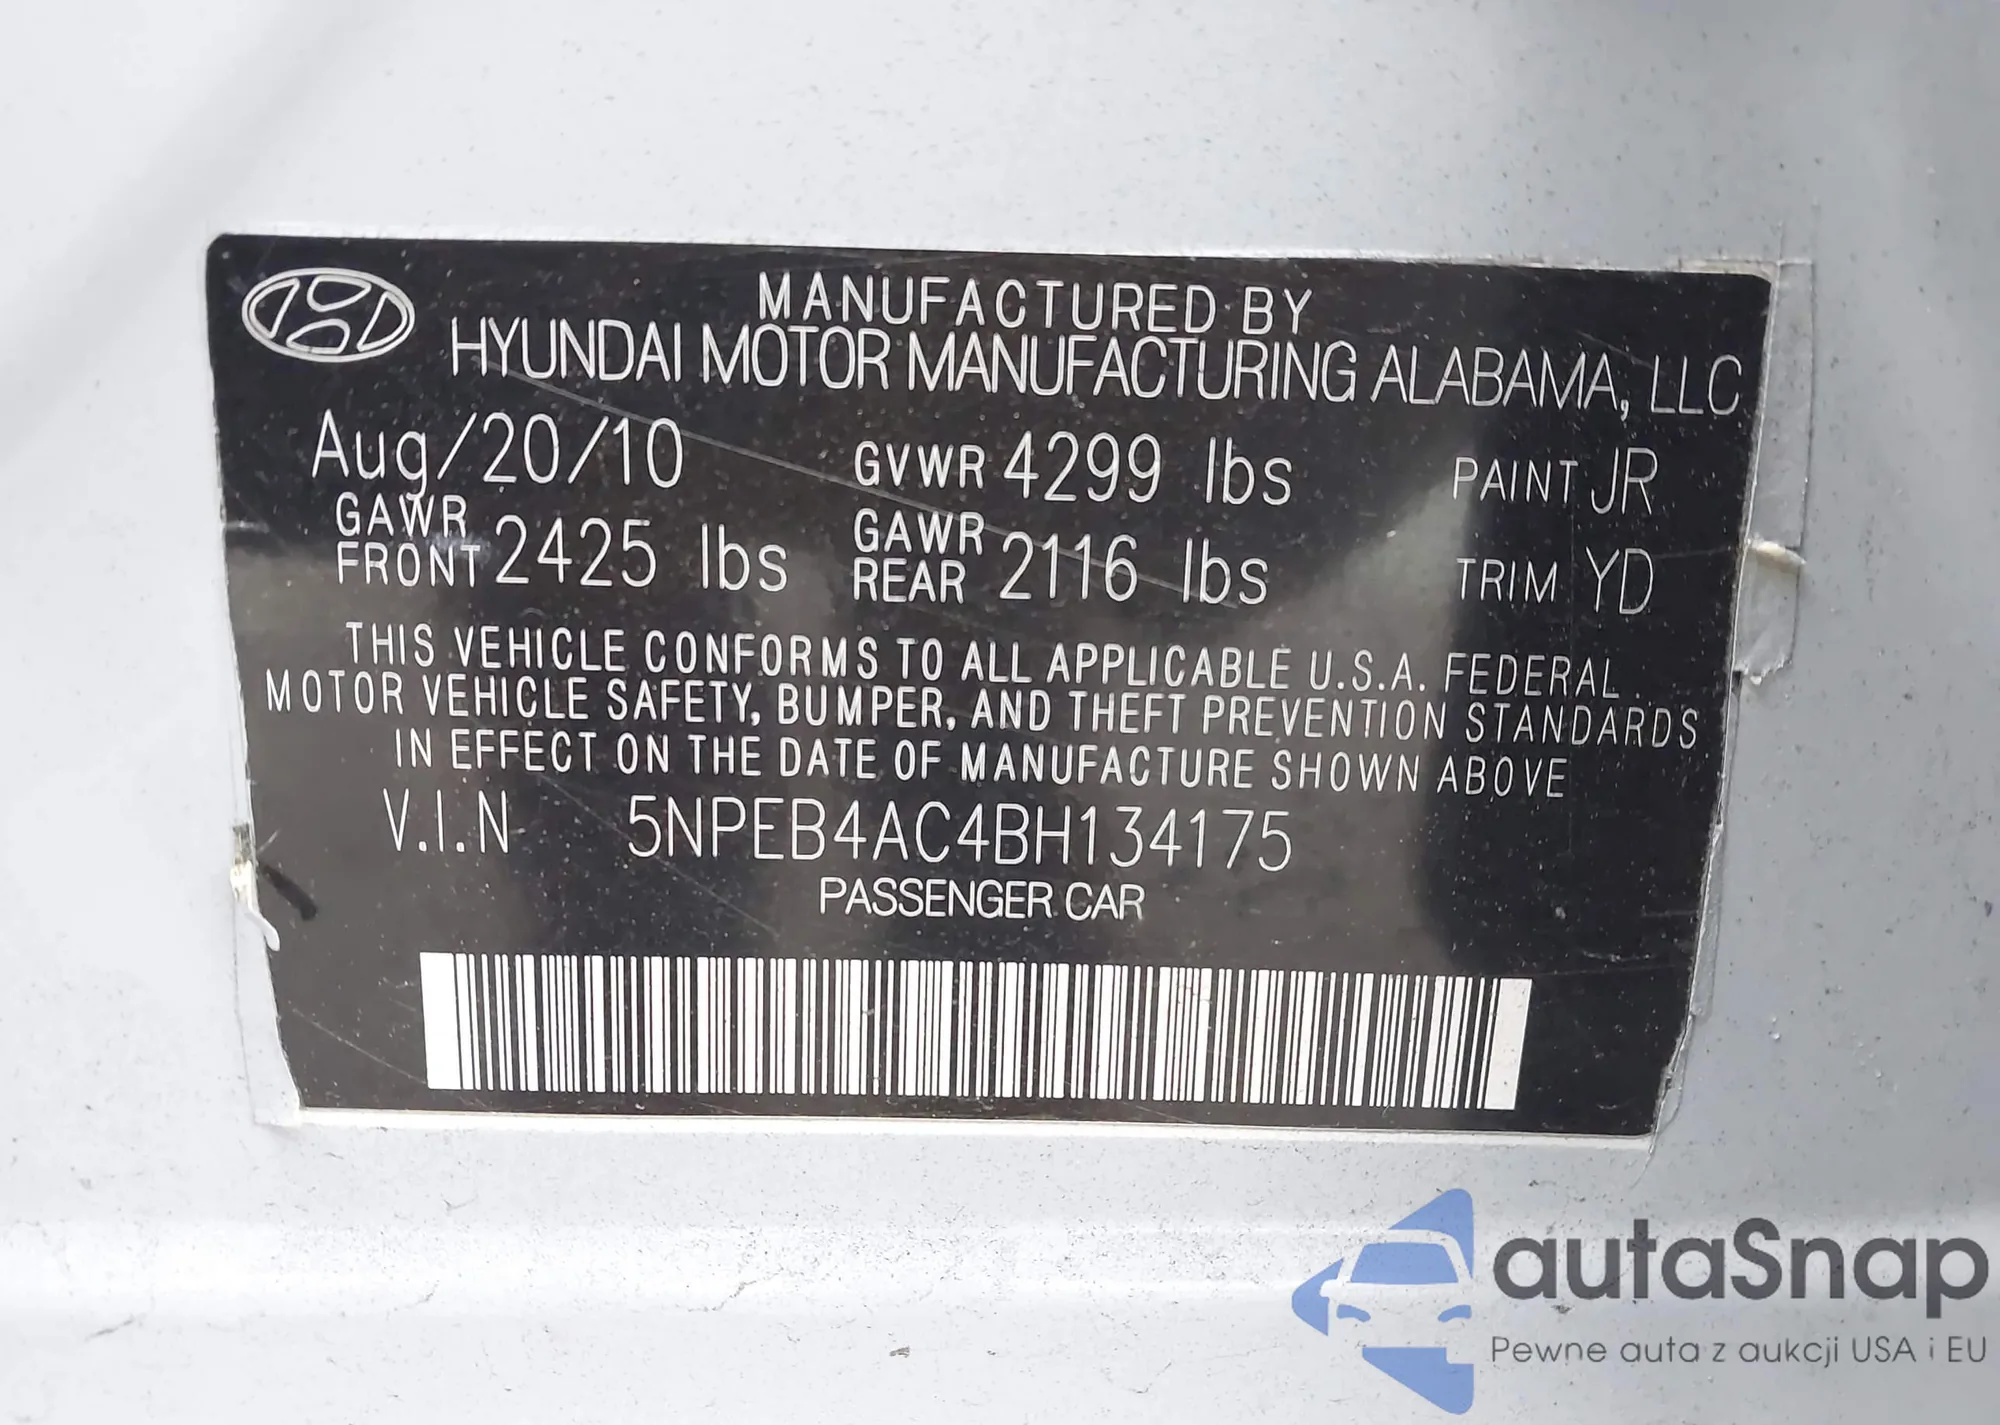 MANUFACTURED BY
HYUNDAI MOTOR MANUFACTURING ALABAMA, LLC
Aug/20/10 GVWR 4299 lbs PAINT JR
GAWR FRONT 2425 lbs GAWR REAR 2116 lbs TRIM YD
THIS VEHICLE CONFORMS TO ALL APPLICABLE U.S.A. FEDERAL
MOTOR VEHICLE SAFETY, BUMPER, AND THEFT PREVENTION STANDARDS
IN EFFECT ON THE DATE OF MANUFACTURE SHOWN ABOVE
V.I.N 5NPEB4AC4BH134175
PASSENGER CAR
autaSnap
Pewne auta z aukcji USA i EU